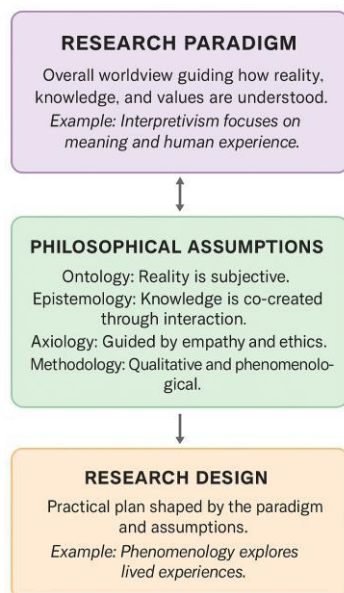 RESEARCH PARADIGM
Overall worldview guiding how reality,
knowledge, and values are understood.
Example: Interpretivism focuses on
meaning and human experience.
PHILOSOPHICAL ASSUMPTIONS
Ontology: Reality is subjective.
Epistemology: Knowledge is co-created
through interaction.
Axiology: Guided by empathy and ethics.
Methodology: Qualitative and phenomenolo-
gical.
RESEARCH DESIGN
Practical plan shaped by the paradigm
and assumptions.
Example: Phenomenology explores
lived experiences.